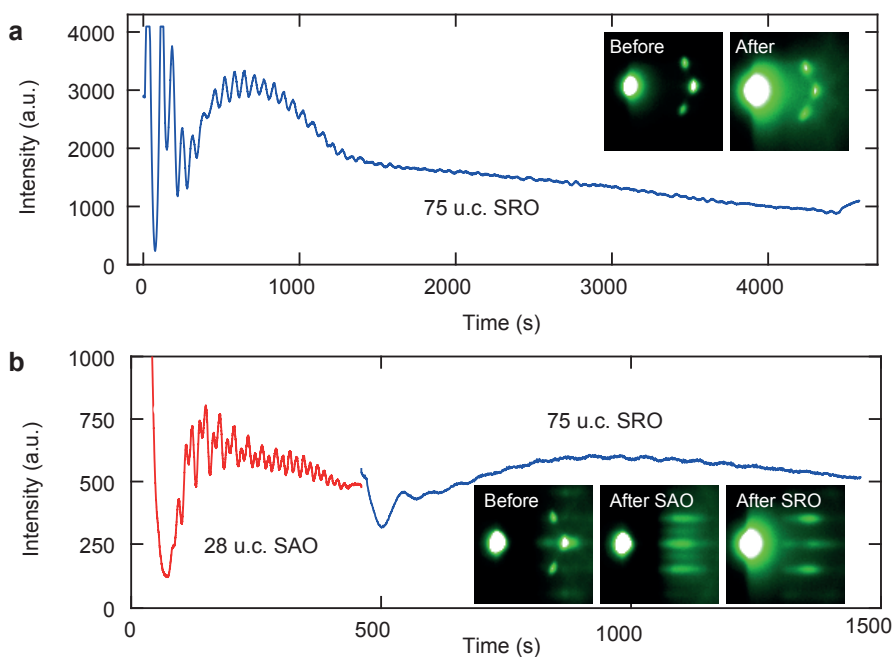 a
Intensity (a.u.)
4000
3000
2000
1000
0
Before
After
75 u.c. SRO
0
1000
2000
3000
4000
Time (s)
b
Intensity (a.u.)
1000
750
500
250
0
28 u.c. SAO
75 u.c. SRO
Before
After SAO
After SRO
0
500
1000
1500
Time (s)